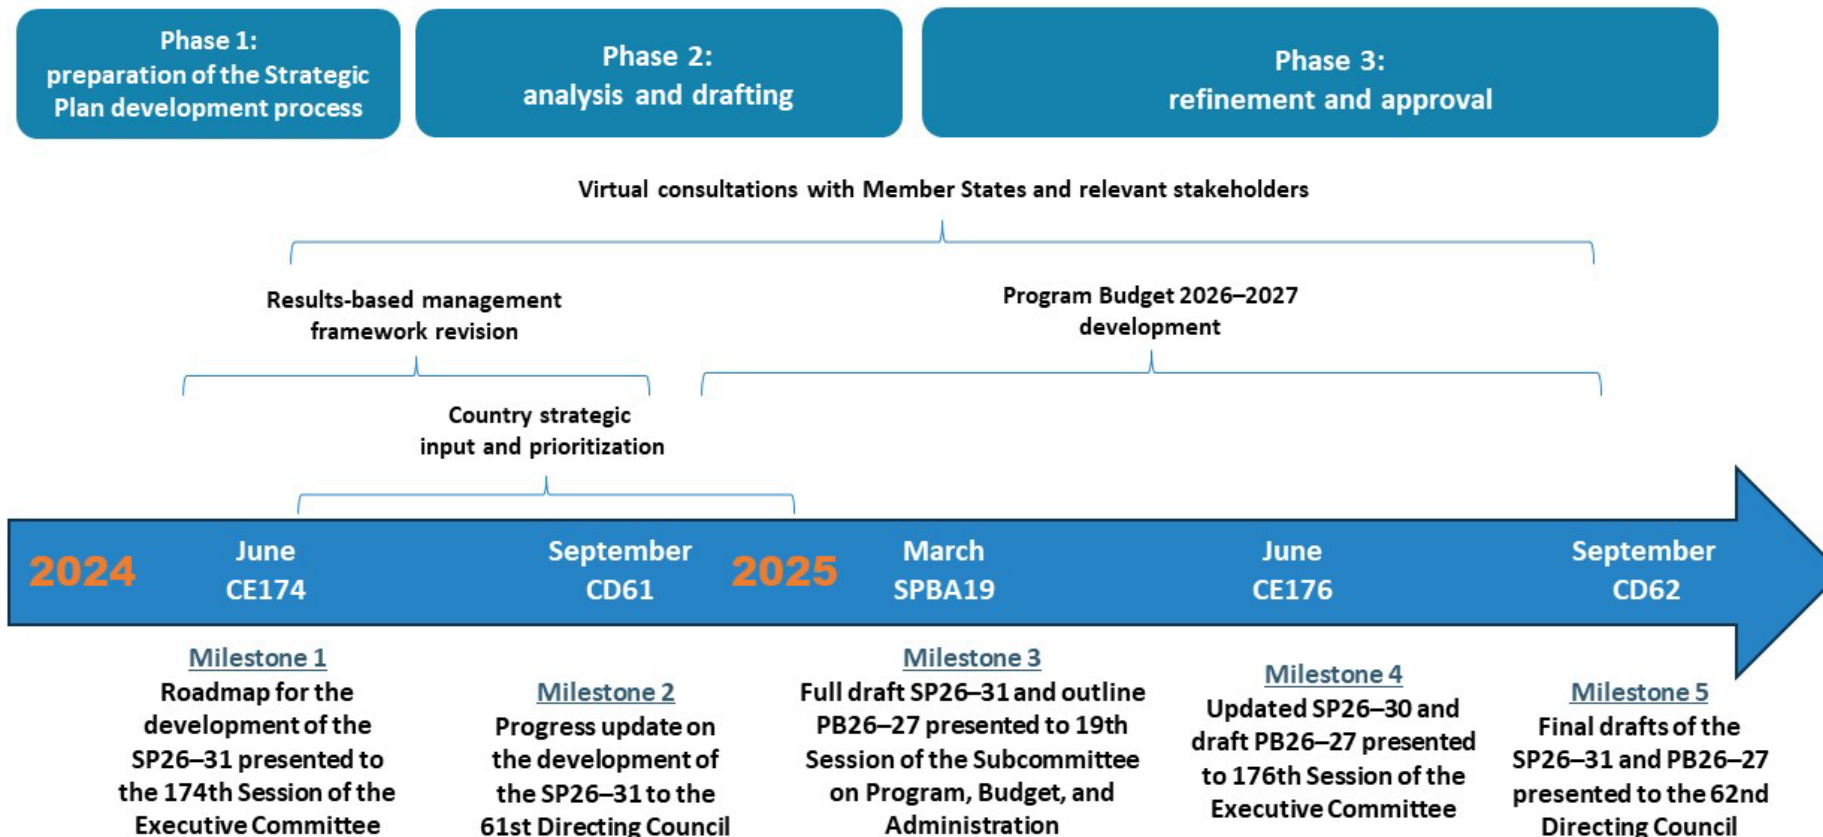 Phase 1:
preparation of the Strategic
Plan development process
Phase 2:
analysis and drafting
Phase 3:
refinement and approval
Virtual consultations with Member States and relevant stakeholders
Results-based management
framework revision
Program Budget 2026–2027
development
Country strategic
input and prioritization
2024
June
CE174
September
CD61
2025
March
SPBA19
June
CE176
September
CD62
Milestone 1
Roadmap for the
development of the
SP26–31 presented to
the 174th Session of the
Executive Committee
Milestone 2
Progress update on
the development of
the SP26–31 to the
61st Directing Council
Milestone 3
Full draft SP26–31 and outline
PB26–27 presented to 19th
Session of the Subcommittee
on Program, Budget, and
Administration
Milestone 4
Updated SP26–30 and
draft PB26–27 presented
to 176th Session of the
Executive Committee
Milestone 5
Final drafts of the
SP26–31 and PB26–27
presented to the 62nd
Directing Council